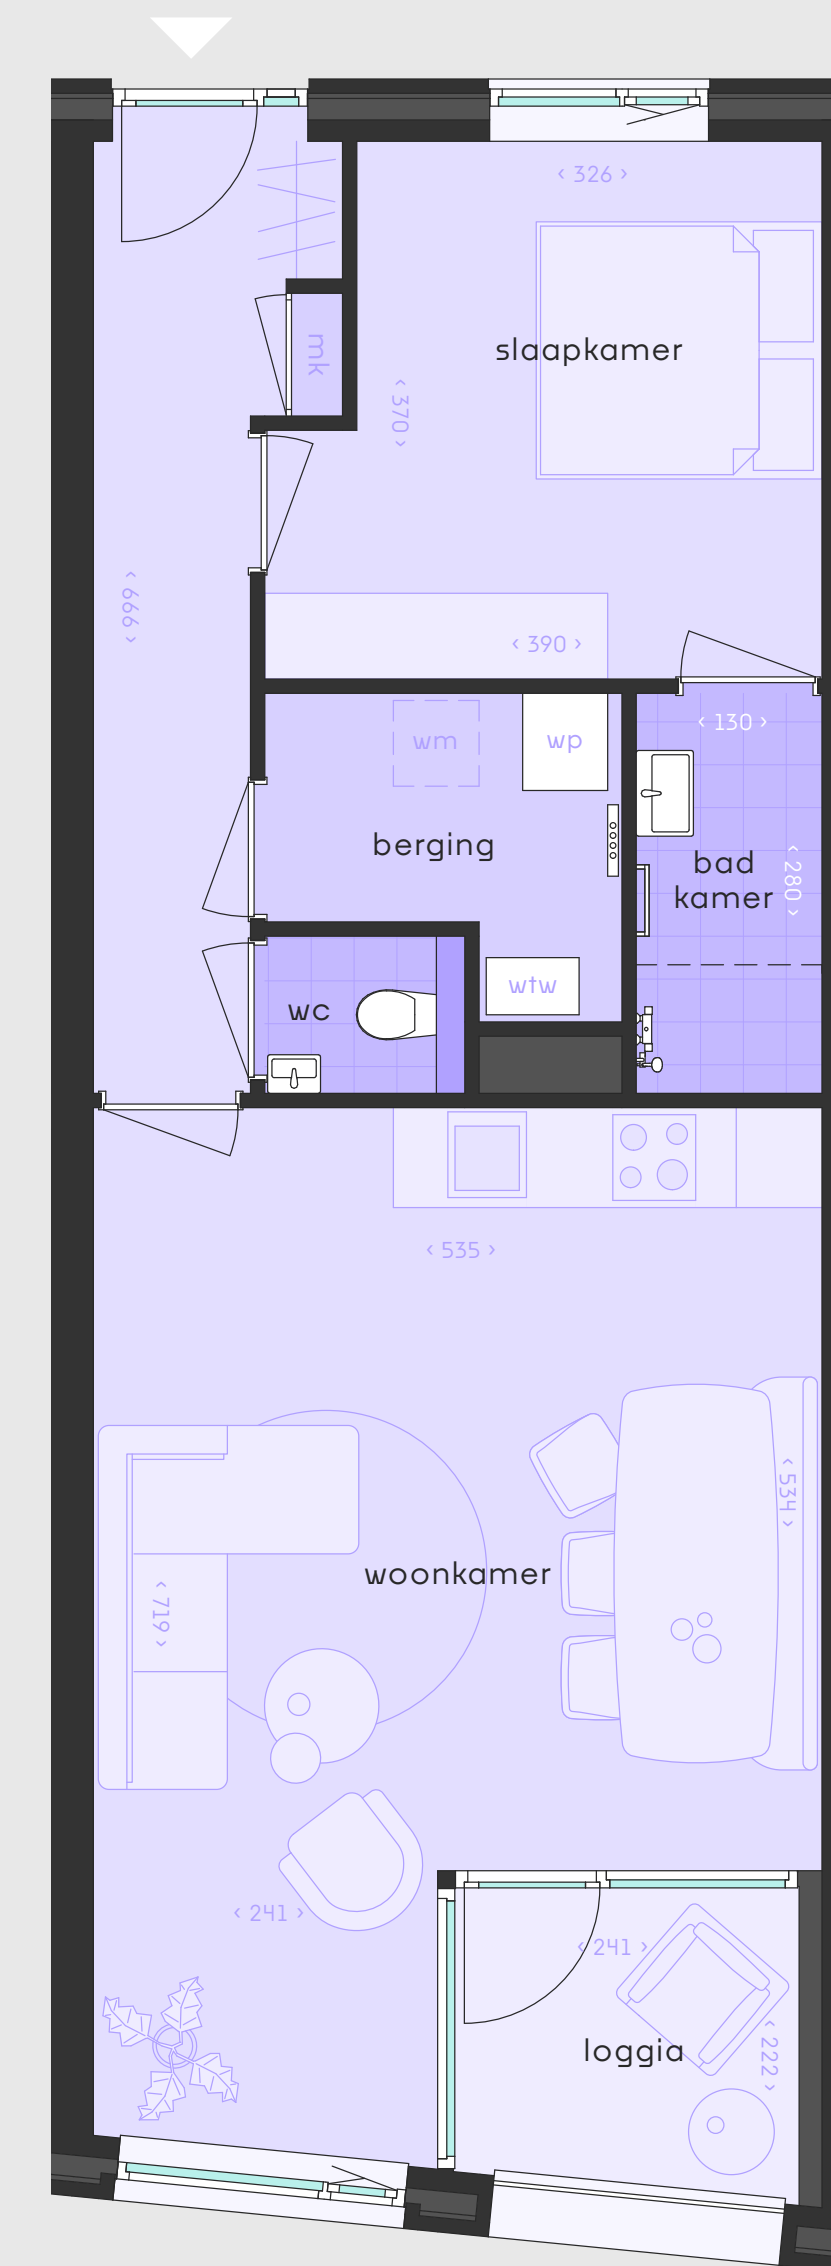 ‹ 326 ›
slaapkamer
mk
‹ 370 ›
‹ 666 ›
‹ 390 ›
‹ 130 ›
wm
wp
berging
bad
kamer
‹ 280 ›
wtw
wc
‹ 535 ›
‹ 534 ›
woonkamer
‹ 719 ›
‹ 241 ›
‹ 241 ›
loggia
‹ 222 ›